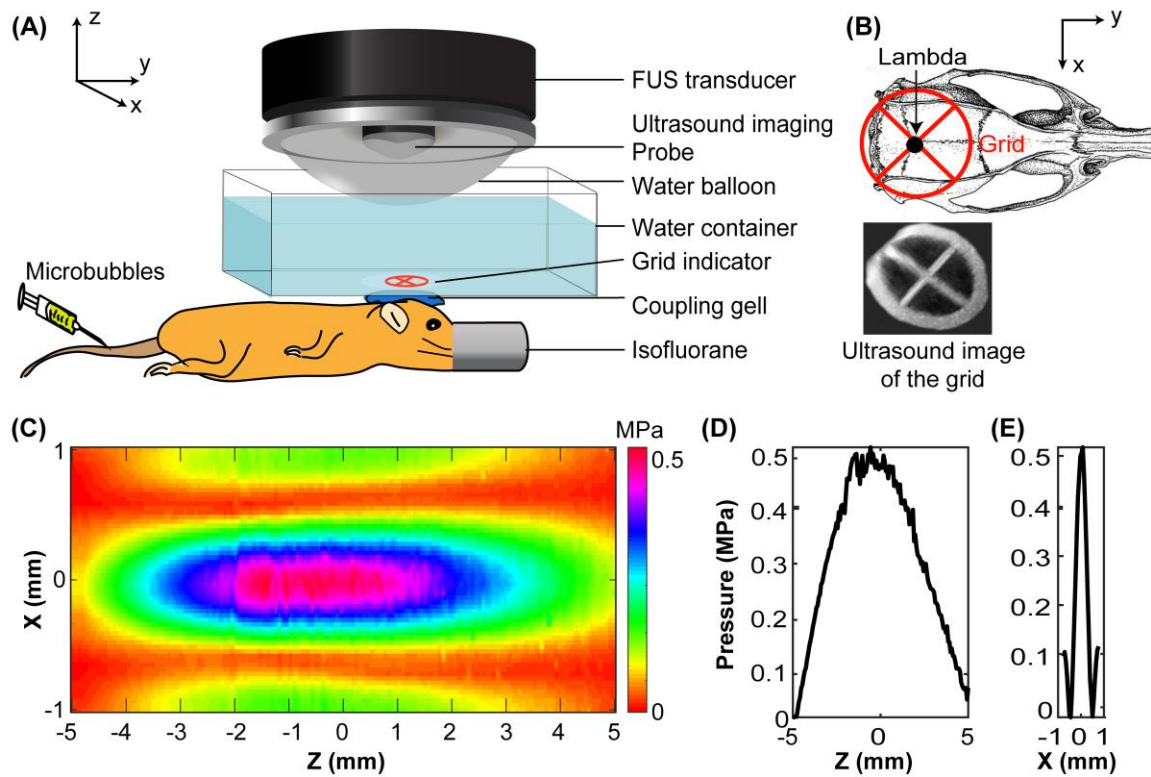 (A)
z
y
x
FUS transducer
Ultrasound imaging
Probe
Water balloon
Water container
Grid indicator
Coupling gell
Isofluorane
Microbubbles
(B)
y
x
Lambda
Grid
Ultrasound image
of the grid
(C)
MPa
0.5
0
1
0
-1
X (mm)
-5 -4 -3 -2 -1 0 1 2 3 4 5
Z (mm)
(D)
0.5
0.4
0.3
0.2
0.1
0
Pressure (MPa)
-5 0 5
Z (mm)
(E)
0.5
0.4
0.3
0.2
0.1
0
-1 0 1
X (mm)